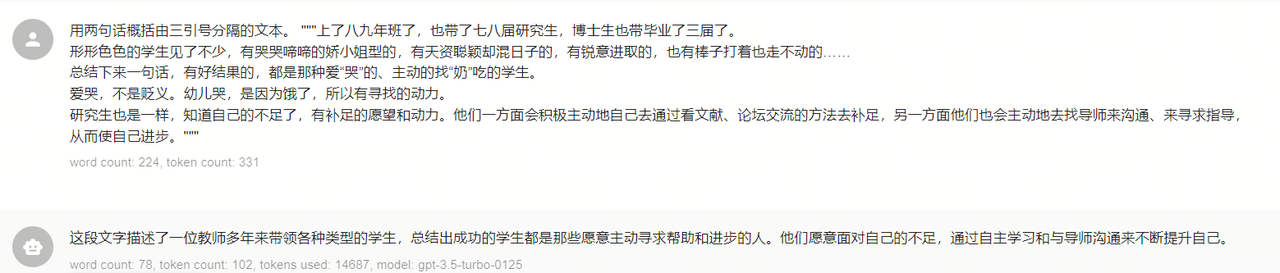 用两句话概括由三引号分隔的文本。 """上了八九年班了，也带了七八届研究生，博士生也带毕业了三届了。
形形色色的学生见了不少，有哭哭啼啼的娇小姐型的，有天资聪颖却混日子的，有锐意进取的，也有棒子打着也走不动的……
总结下来一句话，有好结果的，都是那种爱“哭”的、主动的找“奶”吃的学生。
爱哭，不是贬义。幼儿哭，是因为饿了，所以有寻找的动力。
研究生也是一样，知道自己的不足了，有补足的愿望和动力。他们一方面会积极主动地自己去通过看文献、论坛交流的方法去补足，另一方面他们也会主动地去找导师来沟通、来寻求指导，
从而使自己进步。"""
word count: 224, token count: 331
这段文字描述了一位教师多年来带领各种类型的学生，总结出成功的学生都是那些愿意主动寻求帮助和进步的人。他们愿意面对自己的不足，通过自主学习和与导师沟通来不断提升自己。
word count: 78, token count: 102, tokens used: 14687, model: gpt-3.5-turbo-0125